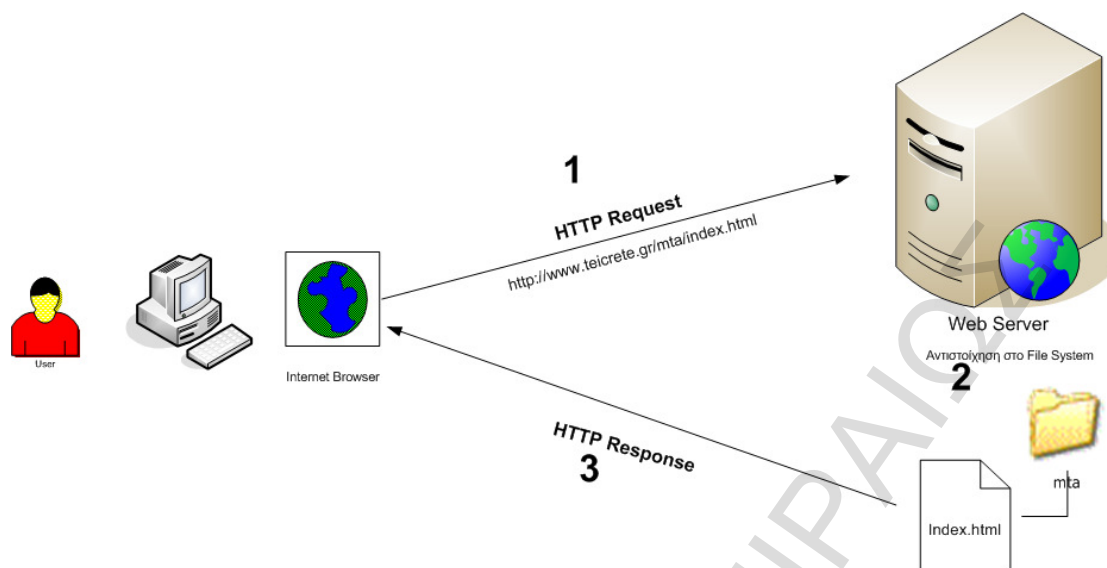 1
HTTP Request
http://www.teicrete.gr/mta/index.html
User
Internet Browser
Web Server
Αντιστοίχηση στο File System
2
HTTP Response
3
mta
Index.html